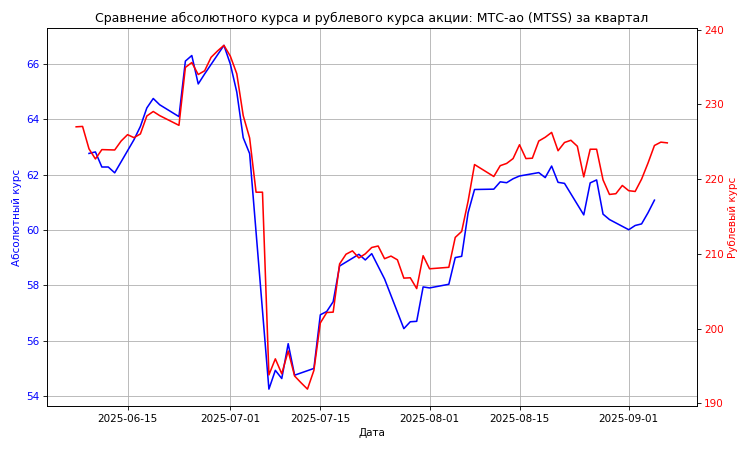 Сравнение абсолютного курса и рублевого курса акции: МТС-ао (MTSS) за квартал
240
66
230
64
62
220
Абсолютный курс
Рублевый курс
60
210
58
56
200
54
190
2025-06-15 2025-07-01 2025-07-15 2025-08-01 2025-08-15 2025-09-01
Дата